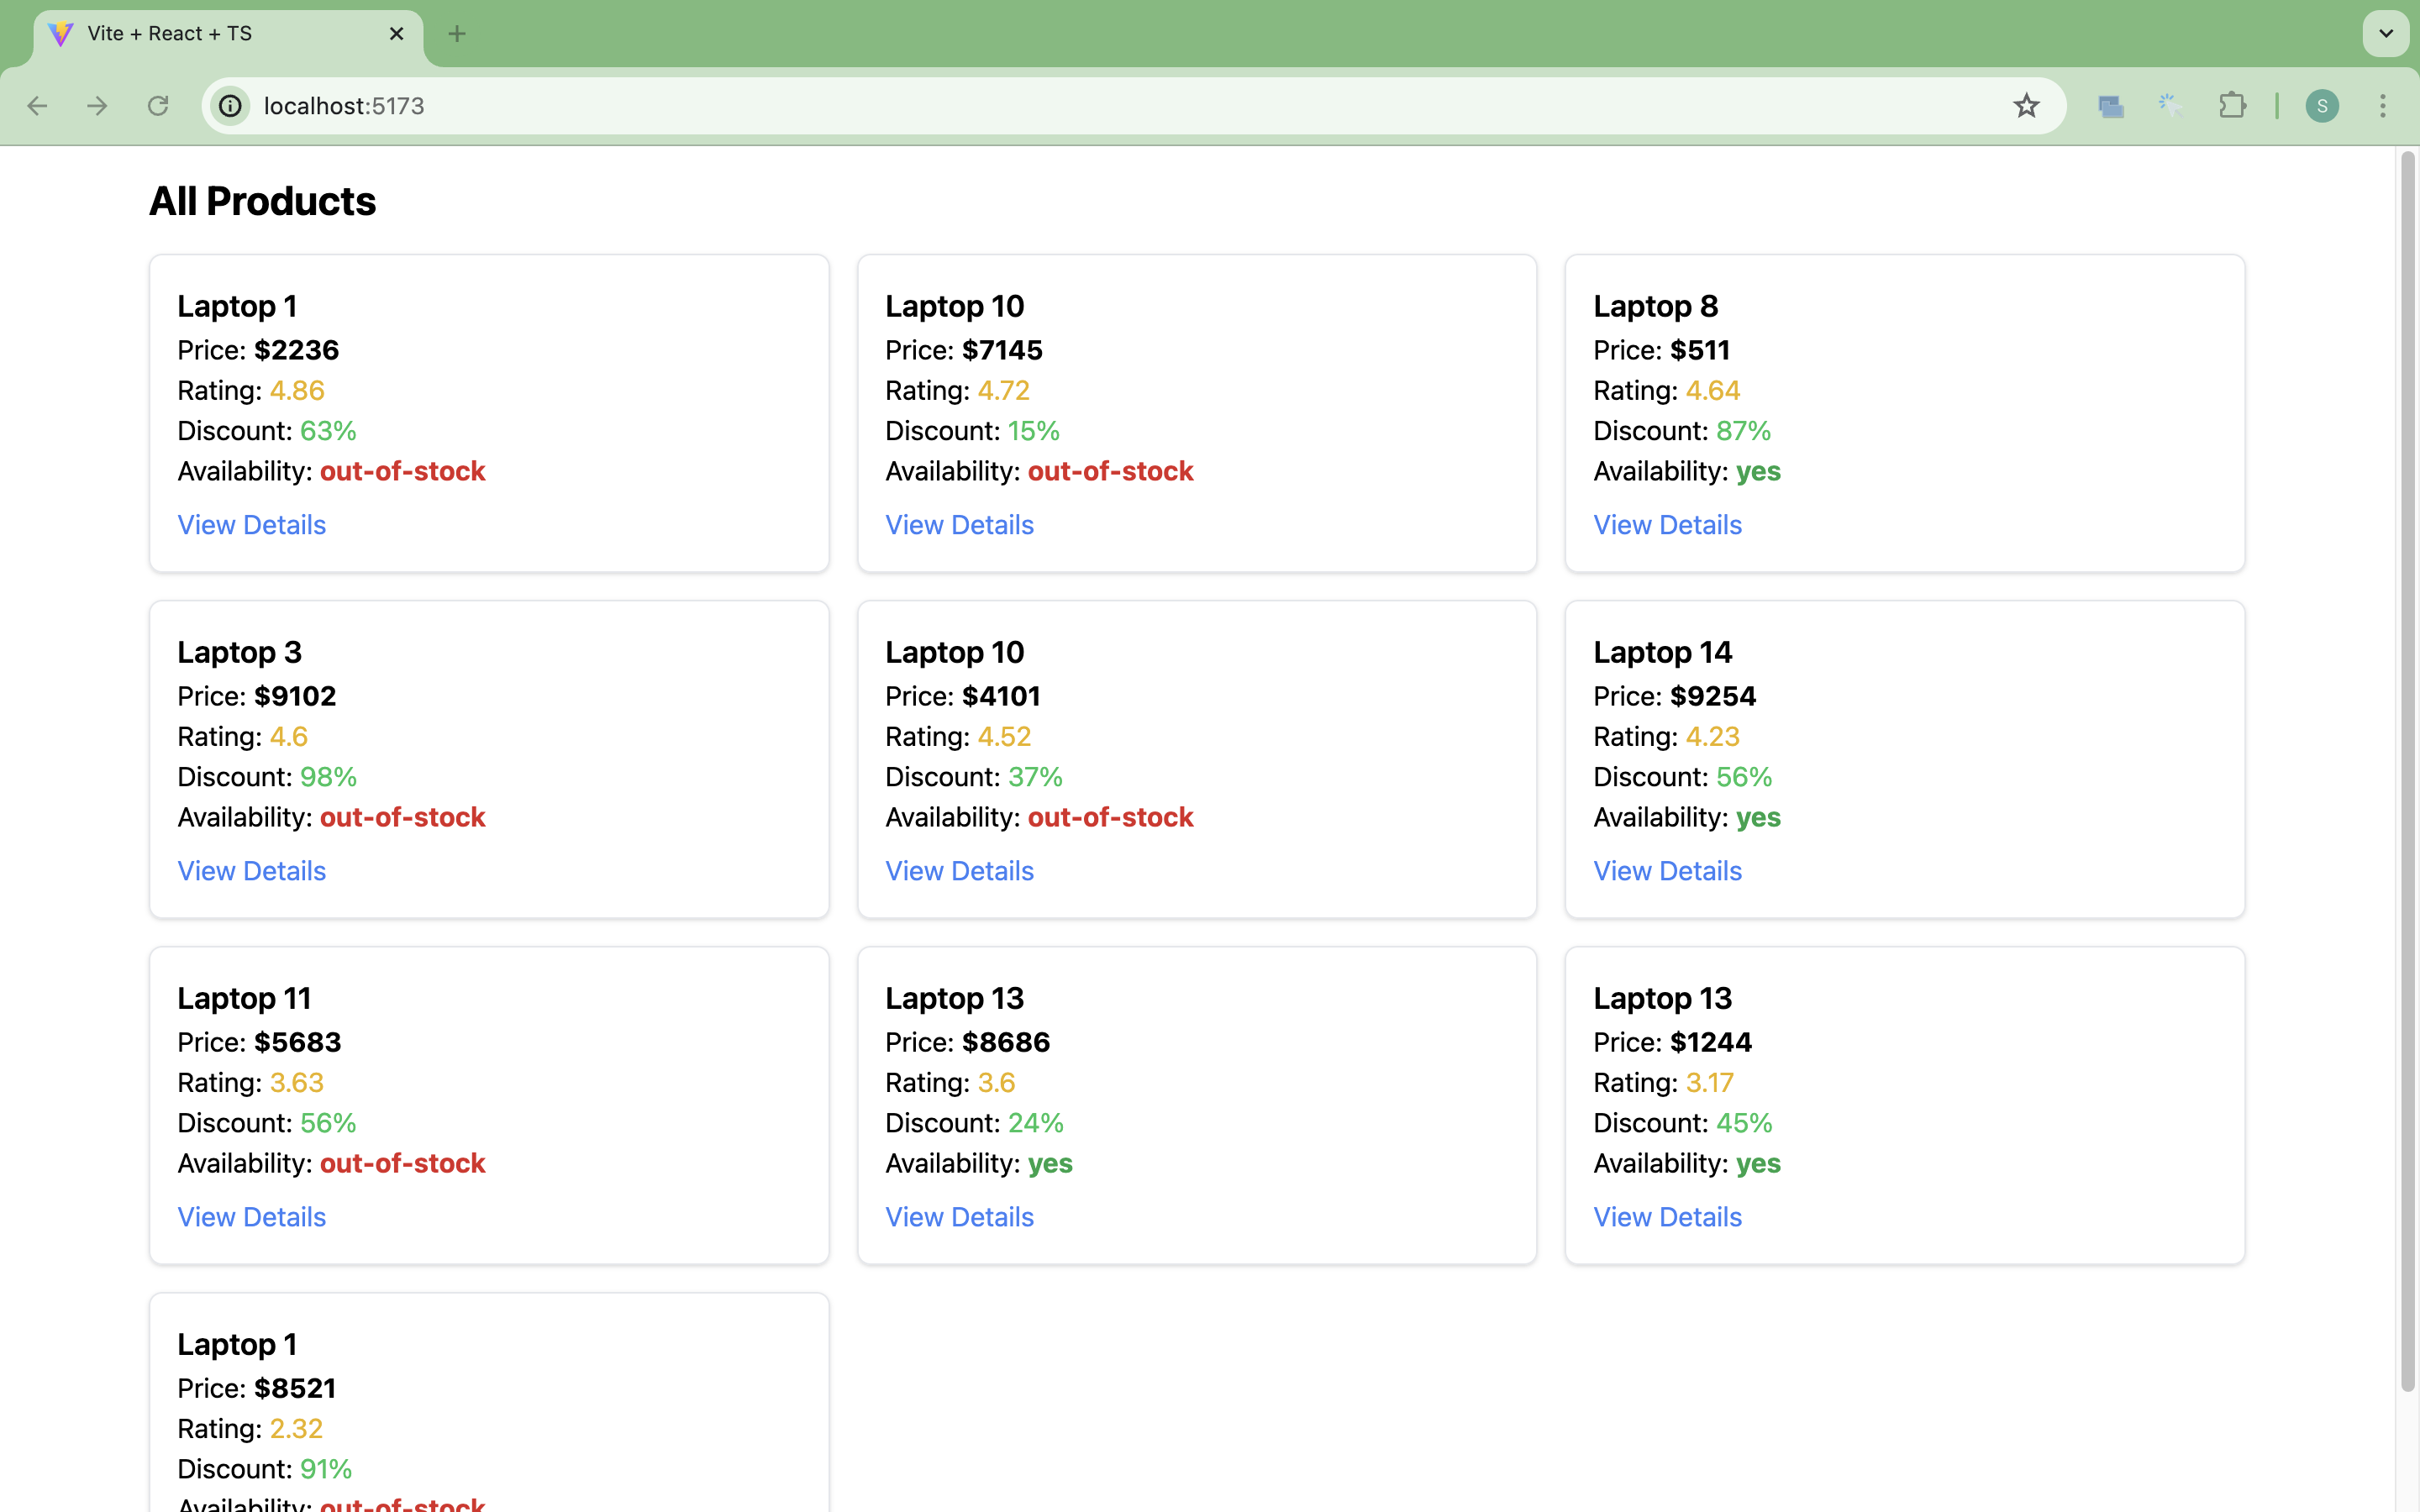 Vite + React + TS
localhost:5173
S
All Products
Laptop 1
Price: $2236
Rating: 4.86
Discount: 63%
Availability: out-of-stock
View Details
Laptop 10
Price: $7145
Rating: 4.72
Discount: 15%
Availability: out-of-stock
View Details
Laptop 8
Price: $511
Rating: 4.64
Discount: 87%
Availability: yes
View Details
Laptop 3
Price: $9102
Rating: 4.6
Discount: 98%
Availability: out-of-stock
View Details
Laptop 10
Price: $4101
Rating: 4.52
Discount: 37%
Availability: out-of-stock
View Details
Laptop 14
Price: $9254
Rating: 4.23
Discount: 56%
Availability: yes
View Details
Laptop 11
Price: $5683
Rating: 3.63
Discount: 56%
Availability: out-of-stock
View Details
Laptop 13
Price: $8686
Rating: 3.6
Discount: 24%
Availability: yes
View Details
Laptop 13
Price: $1244
Rating: 3.17
Discount: 45%
Availability: yes
View Details
Laptop 1
Price: $8521
Rating: 2.32
Discount: 91%
Availability: out-of-stock